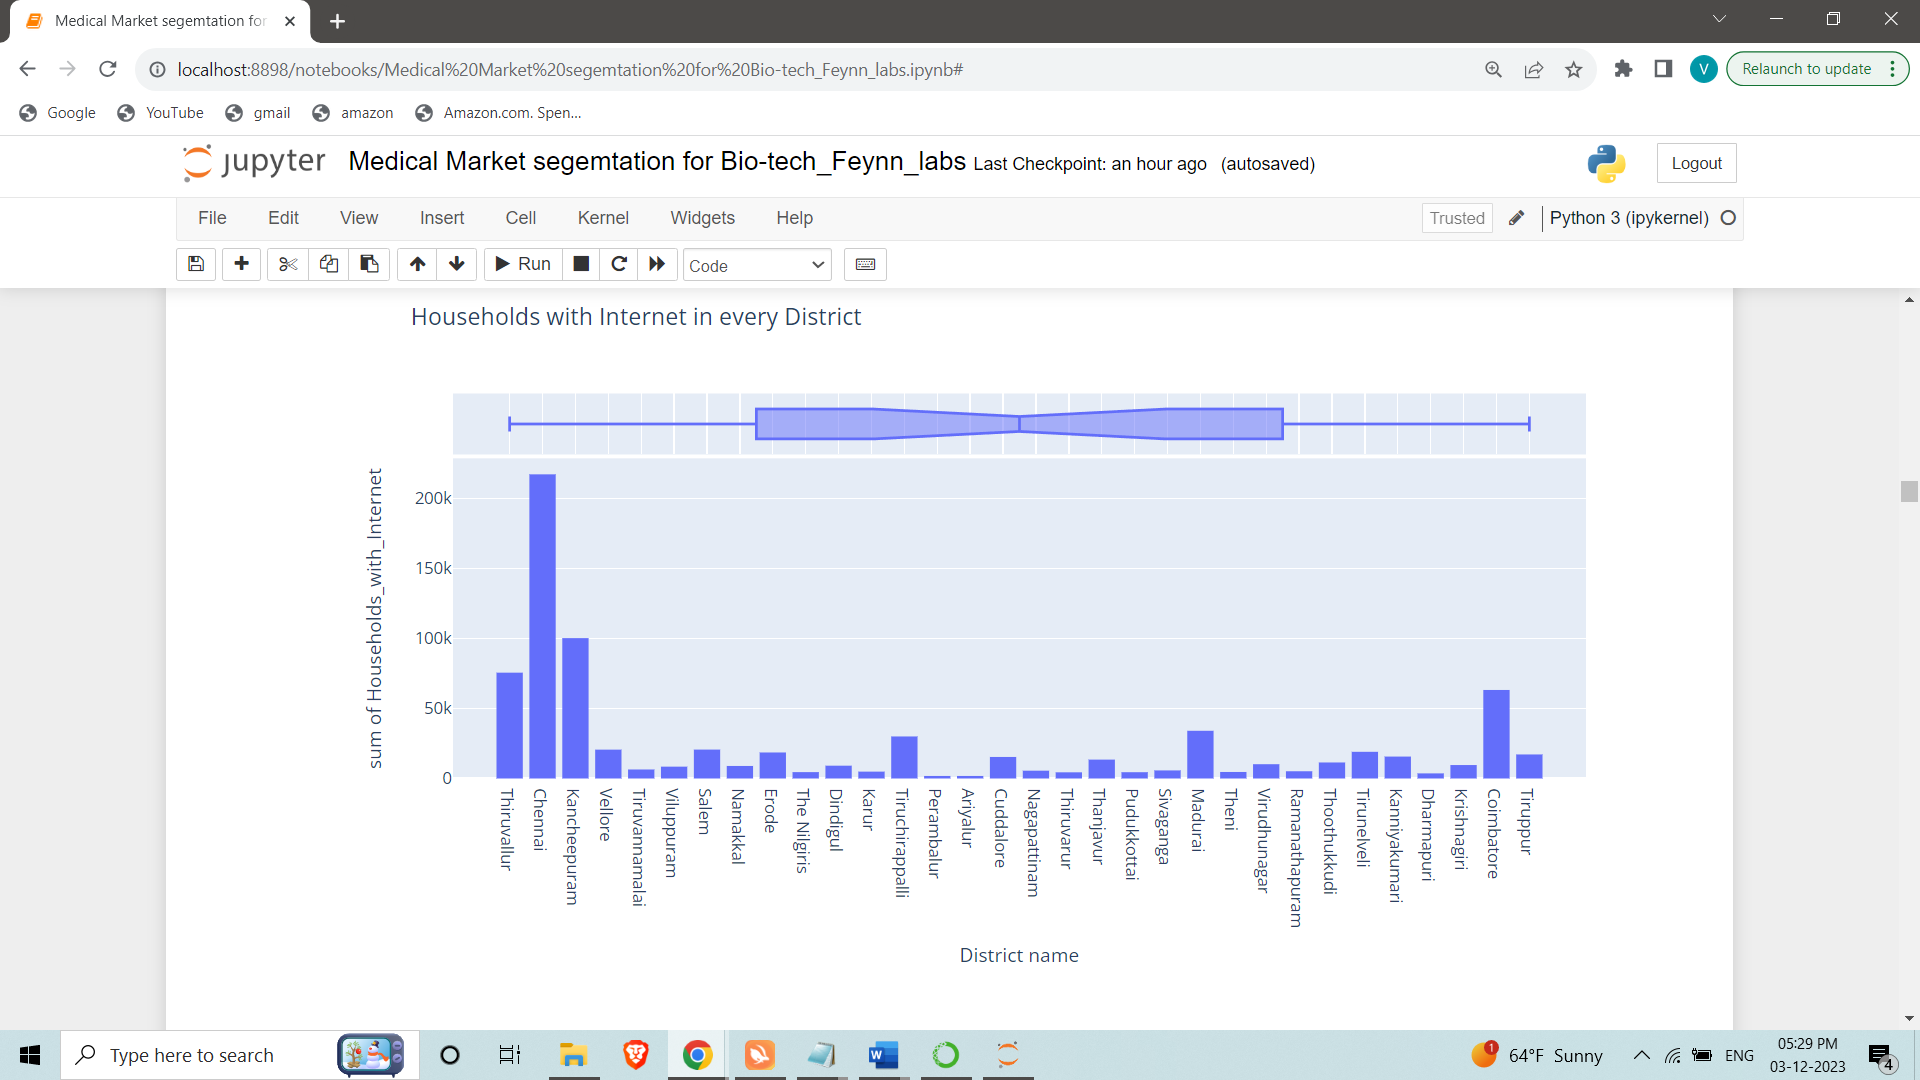 Medical Market segemtation for
localhost:8898/notebooks/Medical%20Market%20segemtation%20for%20Bio-tech_Feynn_labs.ipynb#
V
Relaunch to update
Google YouTube gmail amazon Amazon.com. Spen...
jupyter Medical Market segemtation for Bio-tech_Feynn_labs Last Checkpoint: an hour ago (autosaved)
Logout
File Edit View Insert Cell Kernel Widgets Help
Trusted Python 3 (ipykernel)
Run Code
Households with Internet in every District
sum of Households_with_Internet
200k
150k
100k
50k
0
Thiruvallur
Chennai
Kancheepuram
Vellore
Tiruvannamalai
Viluppuram
Salem
Namakkal
Erode
The Nilgiris
Dindigul
Karur
Tiruchirappalli
Perambalur
Ariyalur
Cuddalore
Nagapattinam
Thiruvarur
Thanjavur
Pudukkottai
Sivaganga
Madurai
Theni
Virudhunagar
Ramanathapuram
Thoothukkudi
Tirunelveli
Kanniyakumari
Dharmapuri
Krishnagiri
Coimbatore
Tiruppur
District name
Type here to search
W
1
64°F Sunny
ENG
05:29 PM
03-12-2023
4